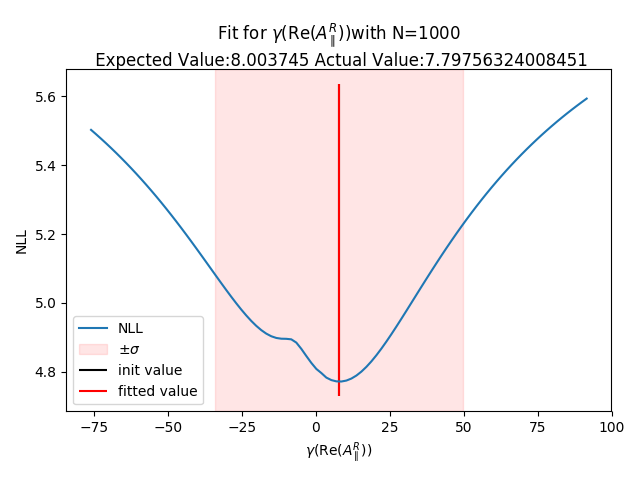 Fit for γ(Re(A_∥^R))with N=1000
Expected Value:8.003745 Actual Value:7.79756324008451
5.6
5.4
5.2
5.0
4.8
NLL
NLL
±σ
init value
fitted value
−75
−50
−25
0
25
50
75
100
γ(Re(A_∥^R))